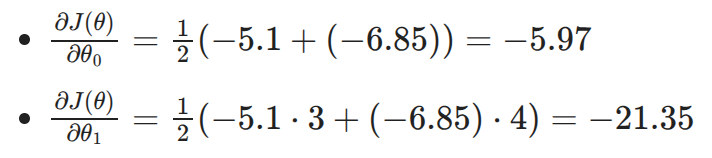 • ∂J(θ)/∂θ₀ = 1/2(−5.1 + (−6.85)) = −5.97
• ∂J(θ)/∂θ₁ = 1/2(−5.1 · 3 + (−6.85) · 4) = −21.35